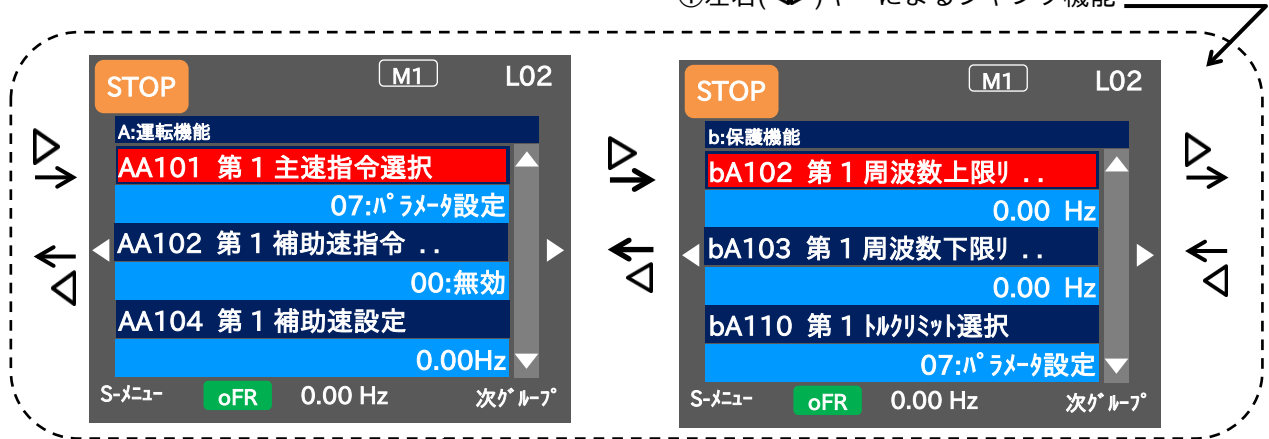 ①左右(◀▶)キーによるジャンプ機能
STOP
M1
L02
A:運転機能
AA101 第1主速指令選択
07:ﾊﾟﾗﾒｰﾀ設定
AA102 第1補助速指令 ..
00:無効
AA104 第1補助速設定
0.00Hz
S-ﾒﾆｭｰ
oFR
0.00 Hz
次ｸﾞﾙｰﾌﾟ
STOP
M1
L02
b:保護機能
bA102 第1周波数上限ﾘ ..
0.00 Hz
bA103 第1周波数下限ﾘ ..
0.00 Hz
bA110 第1ﾄﾙｸﾘﾐｯﾄ選択
07:ﾊﾟﾗﾒｰﾀ設定
S-ﾒﾆｭｰ
oFR
0.00 Hz
次ｸﾞﾙｰﾌﾟ